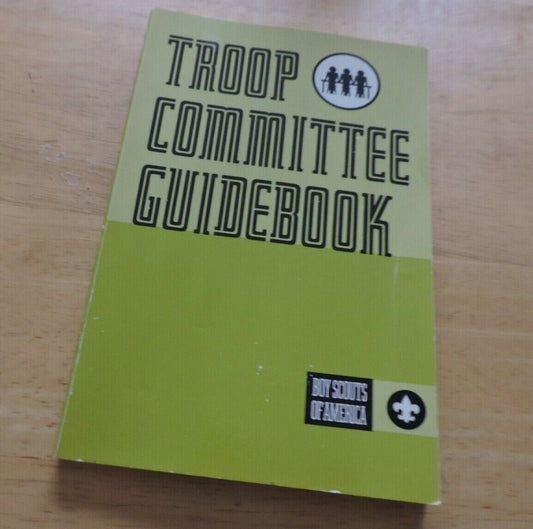 TROOP
COMMITTEE
GUIDEBOOK
BOY SCOUTS
OF AMERICA